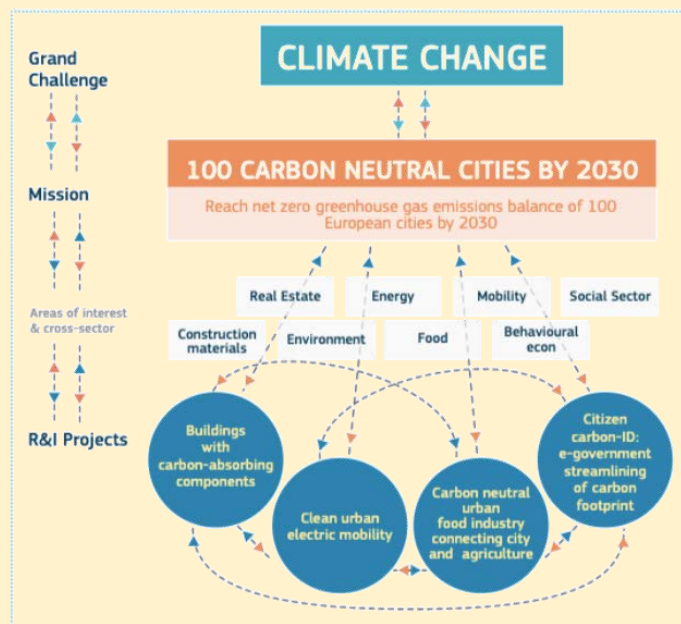 Grand
Challenge
Mission
Areas of interest
& cross-sector
R&I Projects
CLIMATE CHANGE
100 CARBON NEUTRAL CITIES BY 2030
Reach net zero greenhouse gas emissions balance of 100
European cities by 2030
Real Estate
Energy
Mobility
Social Sector
Construction
materials
Environment
Food
Behavioural
econ
Buildings
with
carbon-absorbing
components
Clean urban
electric mobility
Carbon neutral
urban
food industry
connecting city
and agriculture
Citizen
carbon-ID:
e-government
streamlining
of carbon
footprint